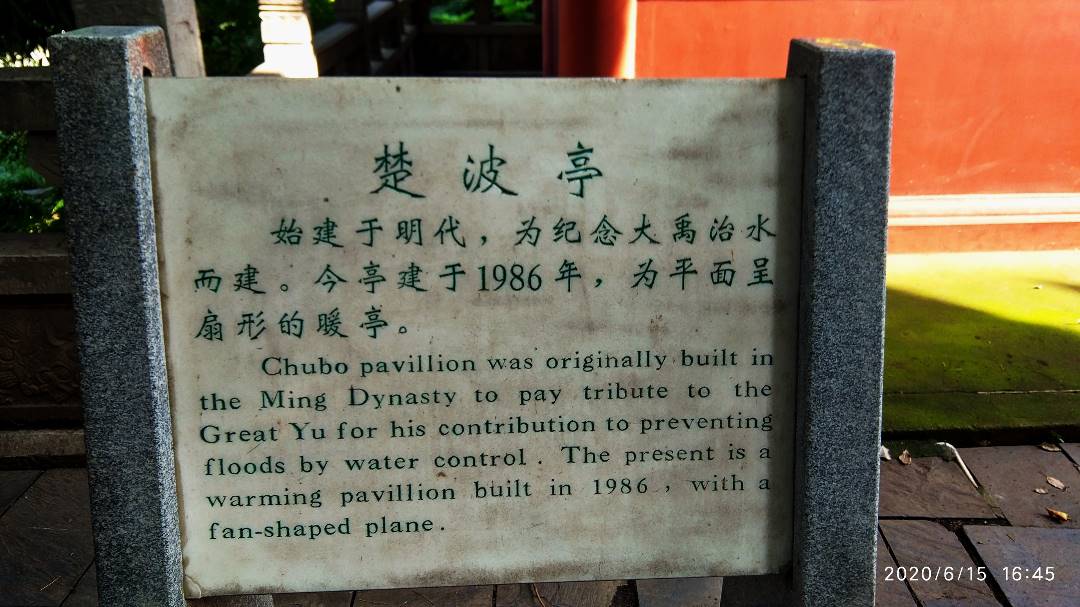 楚波亭
始建于明代，为纪念大禹治水
而建。今亭建于1986年，为平面呈
扇形的暖亭。
Chubo pavillion was originally built in
the Ming Dynasty to pay tribute to the
Great Yu for his contribution to preventing
floods by water control. The present is a
warming pavillion built in 1986, with a
fan-shaped plane.
2020/6/15 16:45